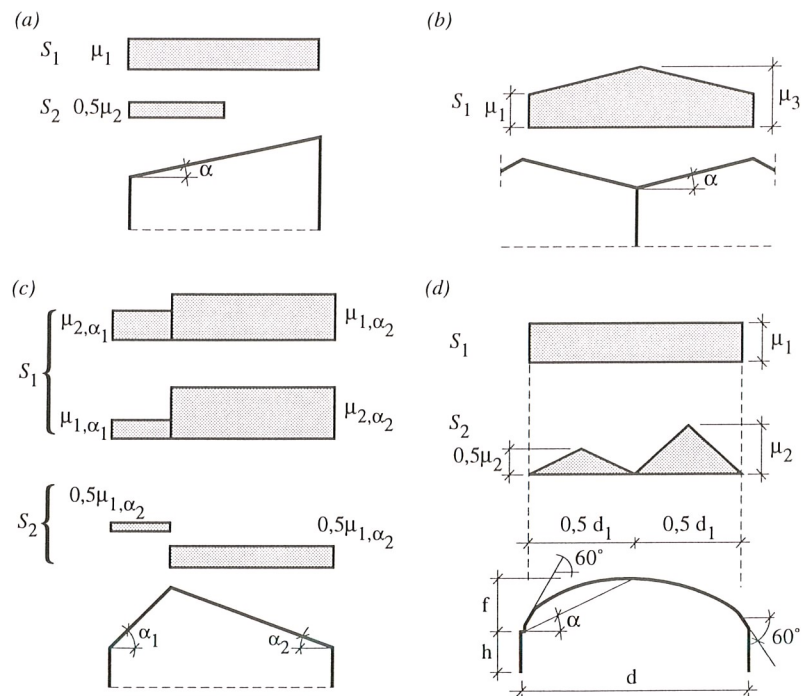 (a)
S₁ μ₁
S₂ 0,5μ₂
α
(b)
S₁ μ₁ μ₃
α
(c)
μ₂,α₁ μ₁,α₂
S₁
μ₁,α₁ μ₂,α₂
0,5μ₁,α₂
S₂ 0,5μ₁,α₂
α₁ α₂
(d)
S₁ μ₁
S₂
0,5μ₂ μ₂
0,5 d₁ 0,5 d₁
60°
f α
h 60°
d